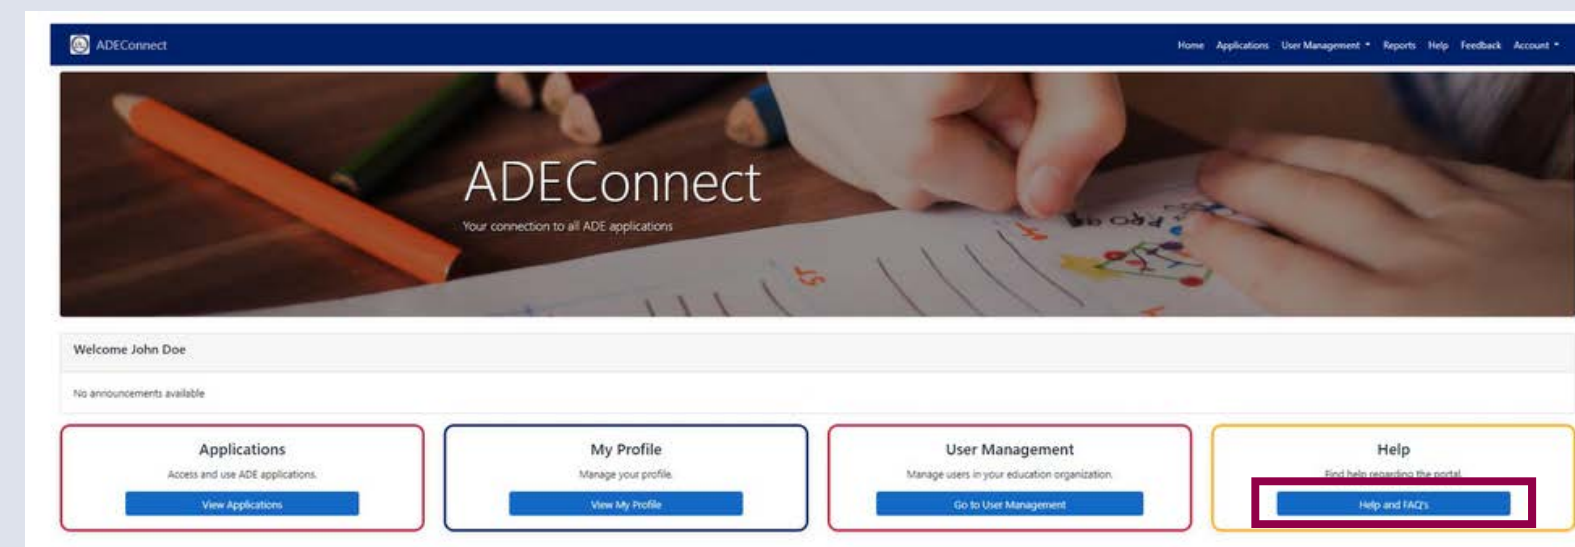 ADEConnect
Home Applications User Management Reports Help Feedback Account
ADEConnect
Your connection to all ADE applications
Welcome John Doe
No announcements available
Applications
Access and use ADE applications.
View Applications
My Profile
Manage your profile.
View My Profile
User Management
Manage users in your education organization.
Go to User Management
Help
Find help regarding the portal.
Help and FAQ's